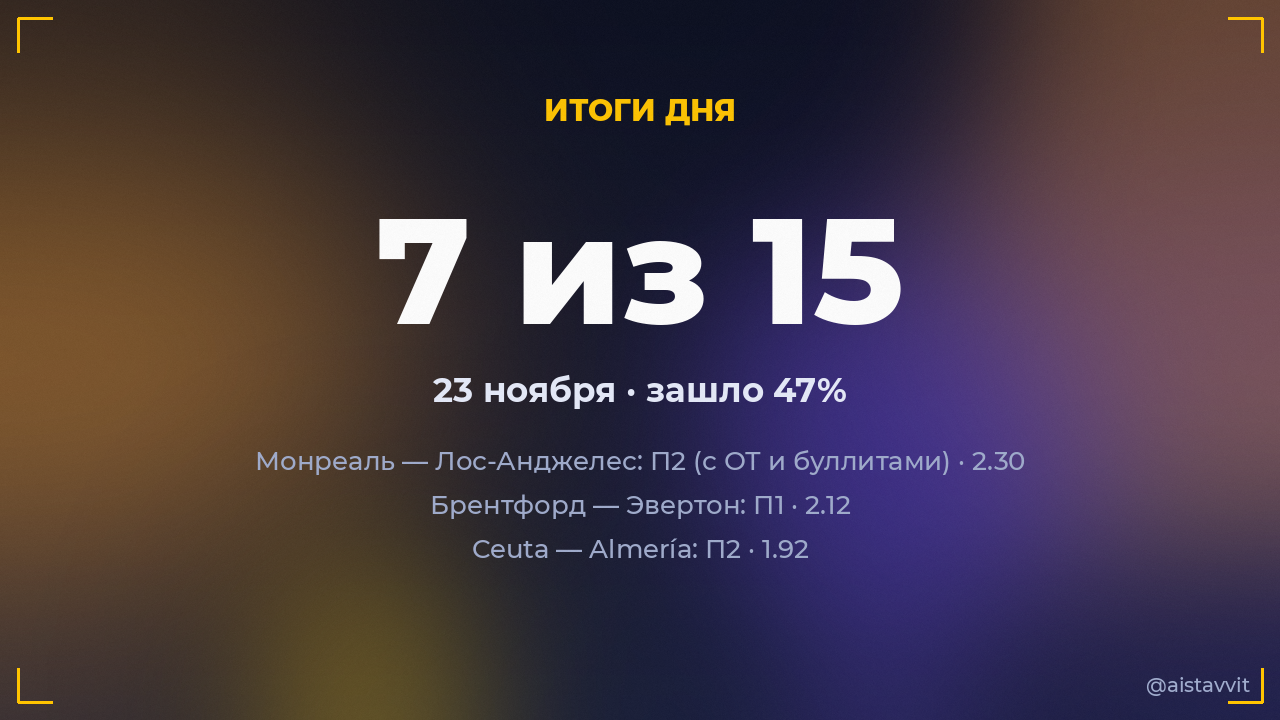 ИТОГИ ДНЯ
7 из 15
23 ноября · зашло 47%
Монреаль — Лос-Анджелес: П2 (с ОТ и буллитами) · 2.30
Брентфорд — Эвертон: П1 · 2.12
Ceuta — Almería: П2 · 1.92
@aistavvit